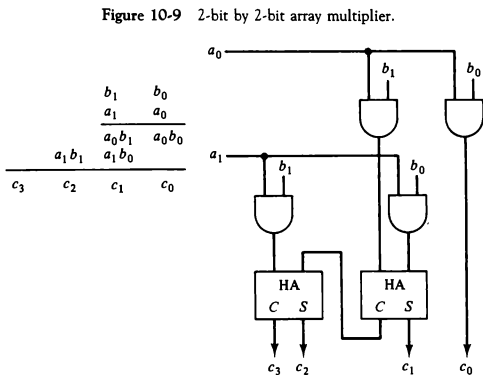 Figure 10-9 2-bit by 2-bit array multiplier.
a₀
b₁ b₀
b₁ b₀
a₁ a₀
a₀b₁ a₀b₀
a₁b₁ a₁b₀
c₃ c₂ c₁ c₀
a₁
b₁ b₀
HA HA
C S C S
c₃ c₂ c₁ c₀